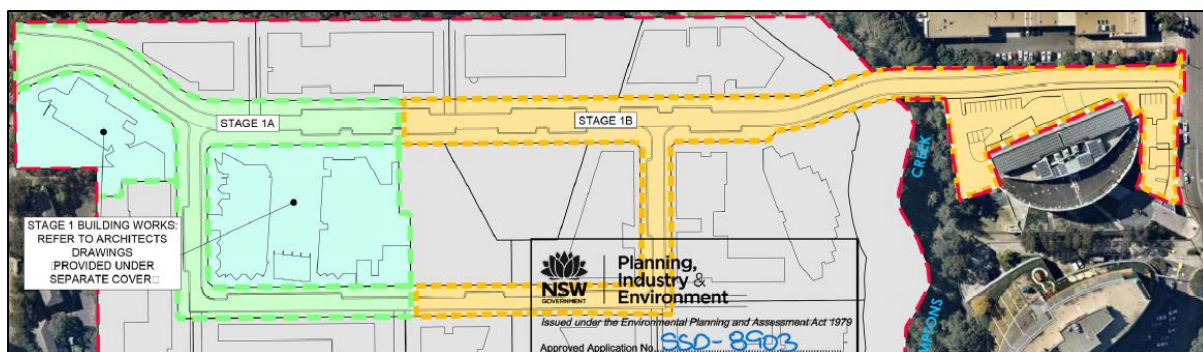 STAGE 1A
STAGE 1B
CREEK
STAGE 1 BUILDING WORKS:
REFER TO ARCHITECTS
DRAWINGS
PROVIDED UNDER
SEPARATE COVER
NSW
GOVERNMENT
Planning,
Industry &
Environment
Issued under the Environmental Planning and Assessment Act 1979
Approved Application No. SSD-8903